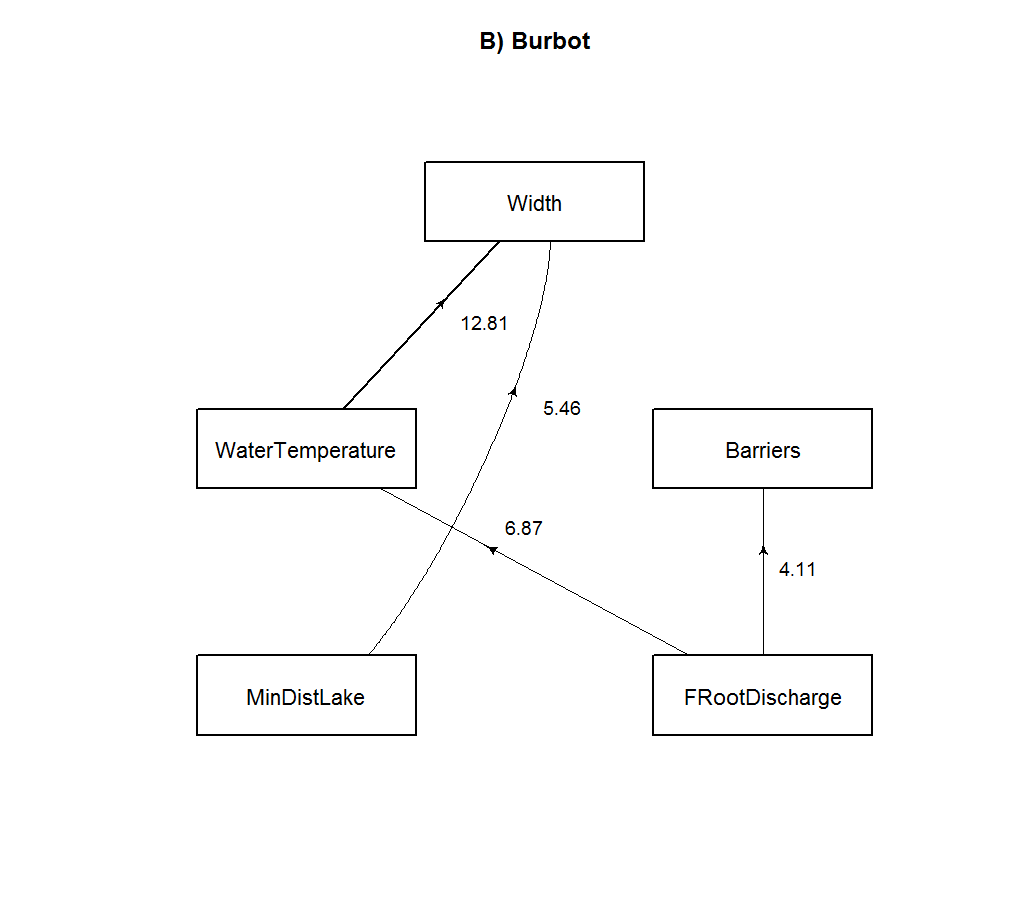 B) Burbot
Width
12.81
5.46
WaterTemperature
Barriers
6.87
4.11
MinDistLake
FRootDischarge